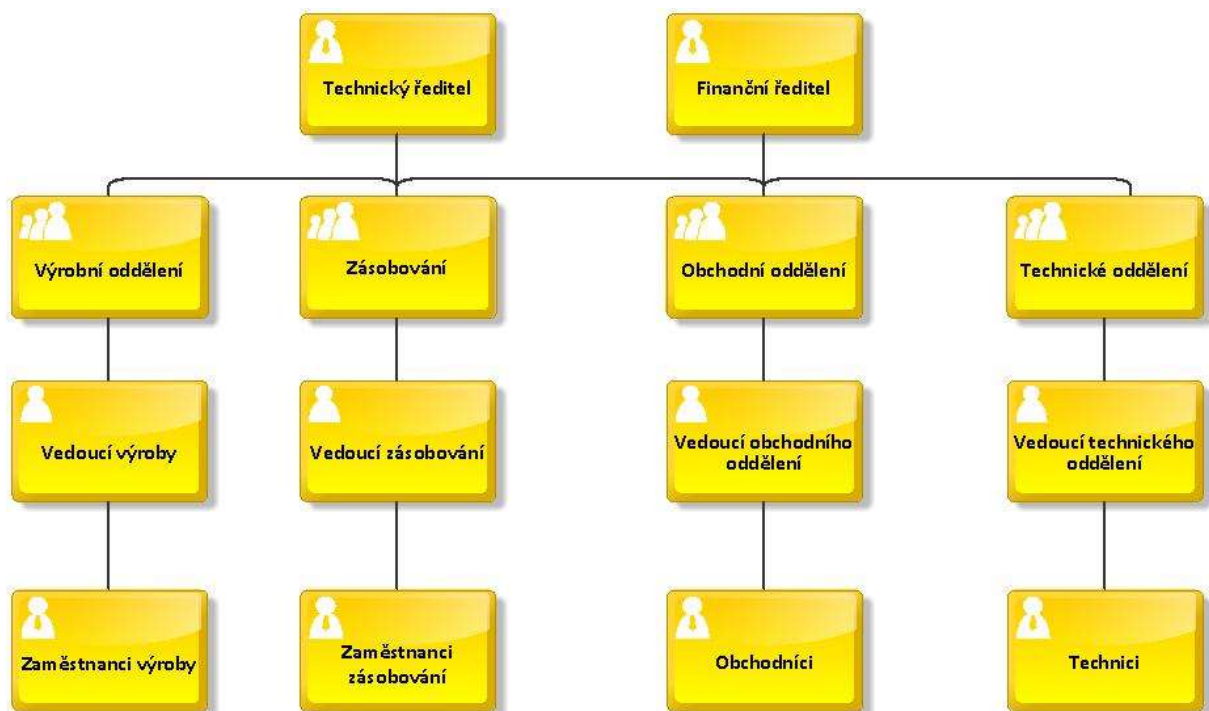 Technický ředitel
Finanční ředitel
Výrobní oddělení
Zásobování
Obchodní oddělení
Technické oddělení
Vedoucí výroby
Vedoucí zásobování
Vedoucí obchodního
oddělení
Vedoucí technického
oddělení
Zaměstnanci výroby
Zaměstnanci
zásobování
Obchodníci
Technici